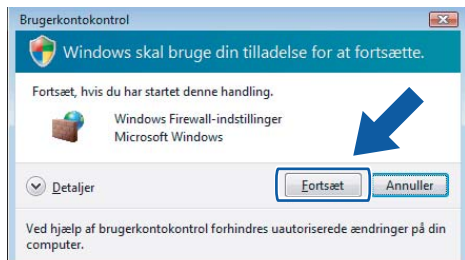 Brugerkontokontrol
Windows skal bruge din tilladelse for at fortsætte.
Fortsæt, hvis du har startet denne handling.
Windows Firewall-indstillinger
Microsoft Windows
Detaljer
Fortsæt
Annuller
Ved hjælp af brugerkontokontrol forhindres uautoriserede ændringer på din
computer.